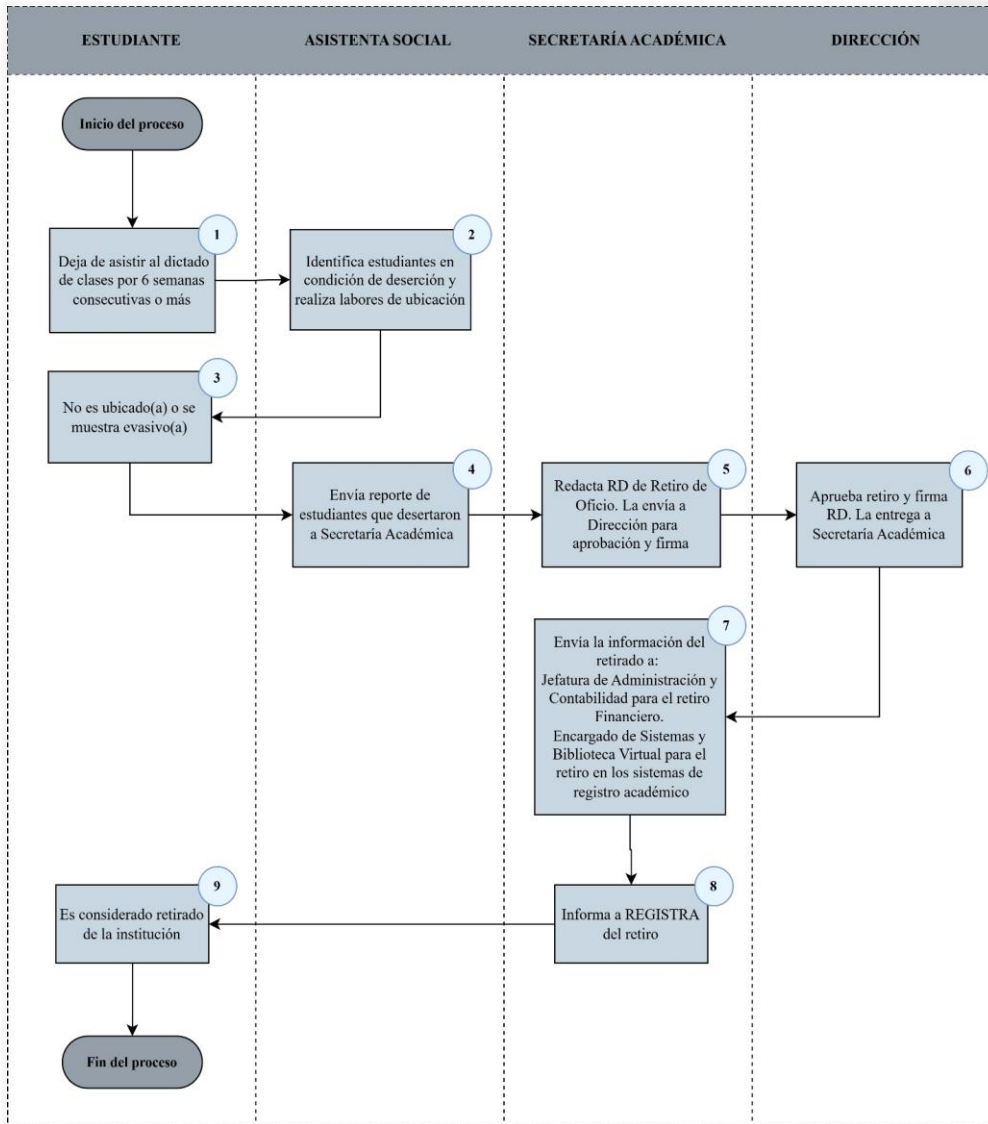 ESTUDIANTE
ASISTENTA SOCIAL
SECRETARÍA ACADÉMICA
DIRECCIÓN
Inicio del proceso
1
Deja de asistir al dictado
de clases por 6 semanas
consecutivas o más
2
Identifica estudiantes en
condición de deserción y
realiza labores de ubicación
3
No es ubicado(a) o se
muestra evasivo(a)
4
Envía reporte de
estudiantes que desertaron
a Secretaría Académica
5
Redacta RD de Retiro de
Oficio. La envía a
Dirección para
aprobación y firma
6
Aprueba retiro y firma
RD. La entrega a
Secretaría Académica
7
Envía la información del
retirado a:
Jefatura de Administración y
Contabilidad para el retiro
Financiero.
Encargado de Sistemas y
Biblioteca Virtual para el
retiro en los sistemas de
registro académico
8
Informa a REGISTRA
del retiro
9
Es considerado retirado
de la institución
Fin del proceso